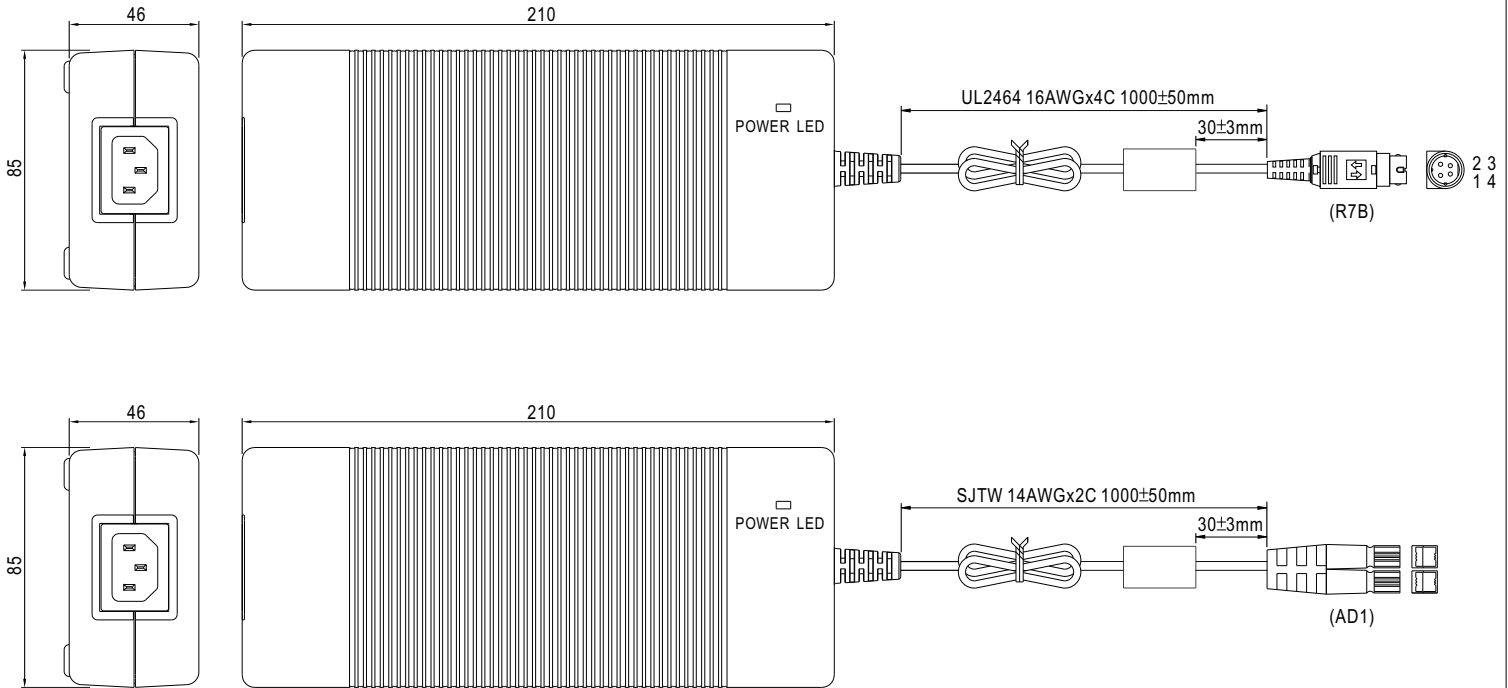 46
210
85
POWER LED
UL2464 16AWGx4C 1000±50mm
30±3mm
2 3
1 4
(R7B)
46
210
85
POWER LED
SJTW 14AWGx2C 1000±50mm
30±3mm
(AD1)